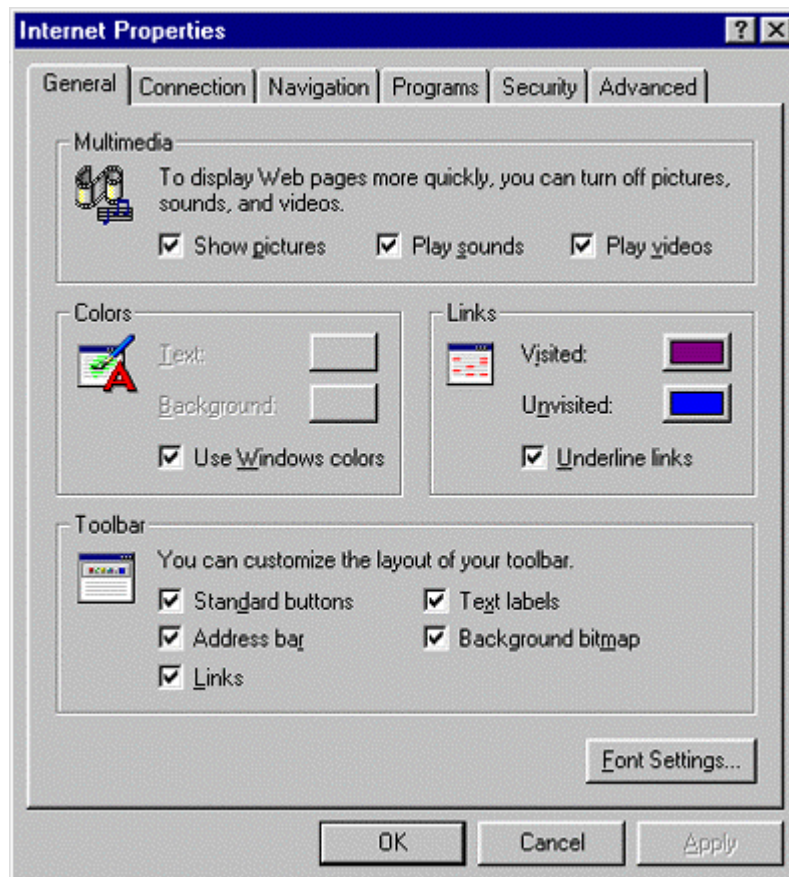 Internet Properties
General Connection Navigation Programs Security Advanced
Multimedia
To display Web pages more quickly, you can turn off pictures,
sounds, and videos.
Show pictures Play sounds Play videos
Colors
Text:
Background:
Use Windows colors
Links
Visited:
Unvisited:
Underline links
Toolbar
You can customize the layout of your toolbar.
Standard buttons Text labels
Address bar Background bitmap
Links
Font Settings...
OK Cancel Apply